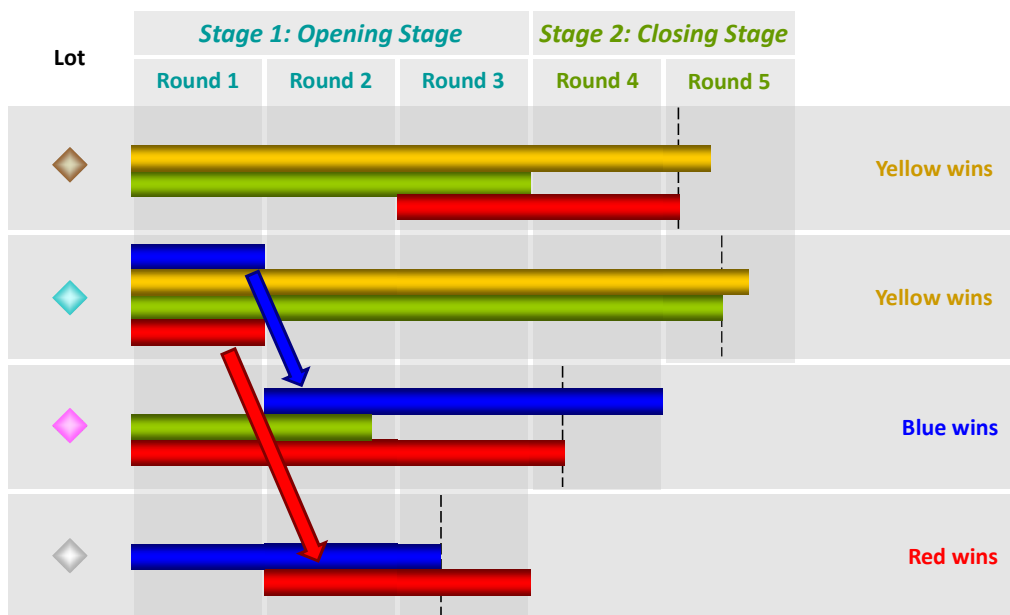 Stage 1: Opening Stage
Stage 2: Closing Stage
Lot
Round 1
Round 2
Round 3
Round 4
Round 5
Yellow wins
Yellow wins
Blue wins
Red wins